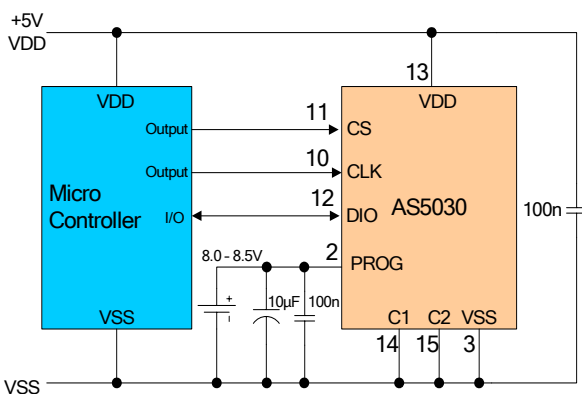 +5V
VDD
13
VDD
VDD
11
Output
CS
10
Output
CLK
Micro
Controller
12
I/O
DIO
AS5030
100n
8.0 - 8.5V
2
PROG
+
10µF
100n
–
VSS
C1
C2
VSS
14
15
3
VSS